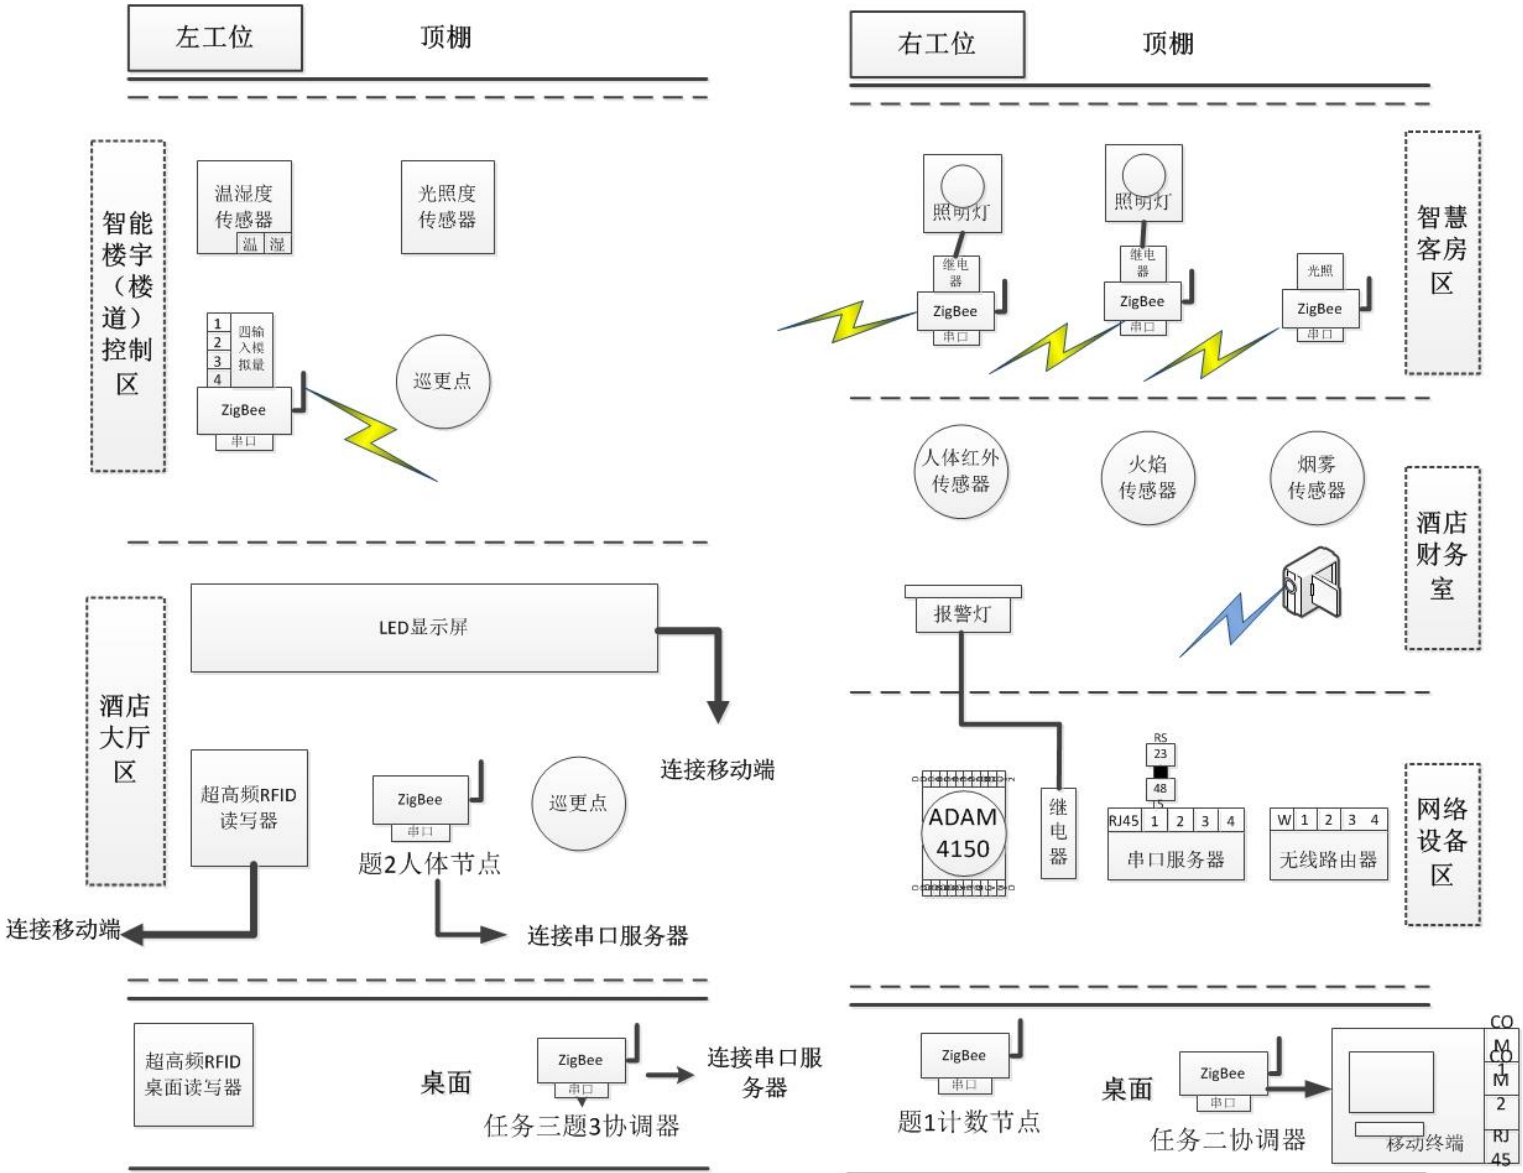 左工位
顶棚
智能
楼宇
（楼
道）
控制
区
温湿度
传感器
温
湿
光照度
传感器
1
2
3
4
四输
入模
拟量
ZigBee
串口
巡更点
酒店
大厅
区
LED显示屏
连接移动端
超高频RFID
读写器
连接移动端
ZigBee
串口
题2人体节点
连接串口服务器
巡更点
超高频RFID
桌面读写器
桌面
ZigBee
串口
任务三题3协调器
连接串口服
务器
右工位
顶棚
照明灯
继电
器
ZigBee
串口
照明灯
继电
器
ZigBee
串口
光照
ZigBee
串口
智慧
客房
区
人体红外
传感器
火焰
传感器
烟雾
传感器
报警灯
酒店
财务
室
ADAM
4150
继
电
器
RS
23
48
5
RJ45
1
2
3
4
串口服务器
W
1
2
3
4
无线路由器
网络
设备
区
ZigBee
串口
题1计数节点
桌面
ZigBee
串口
任务二协调器
移动终端
CO
M
1
CO
M
2
RJ
45